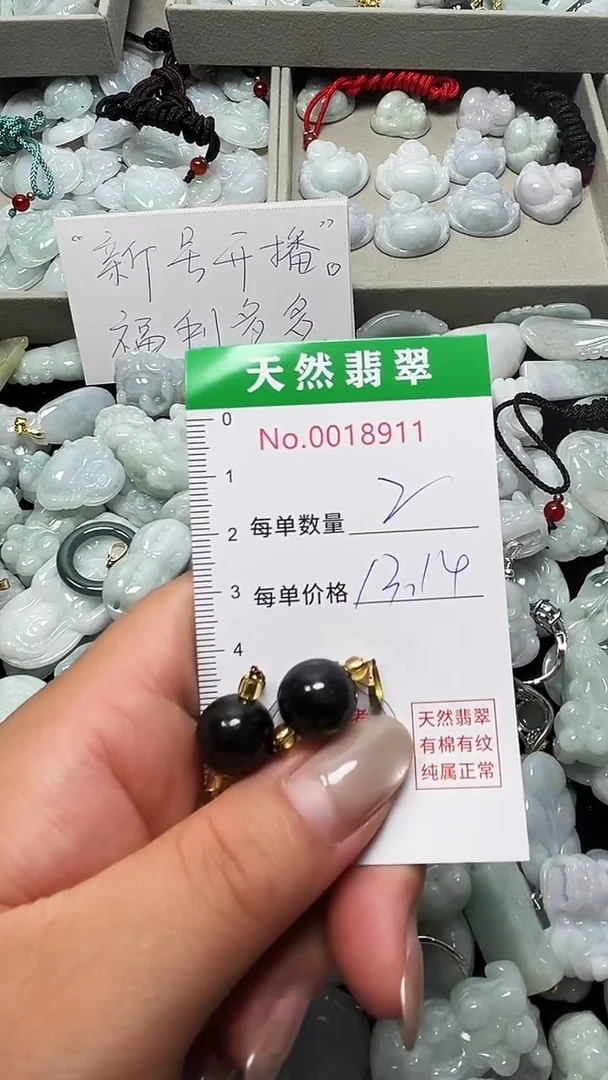 “新号开播。”
福利多多
天然翡翠
No.0018911
0
1
每单数量 2
2
每单价格 13.14
3
4
考
天然翡翠
有棉有纹
纯属正常